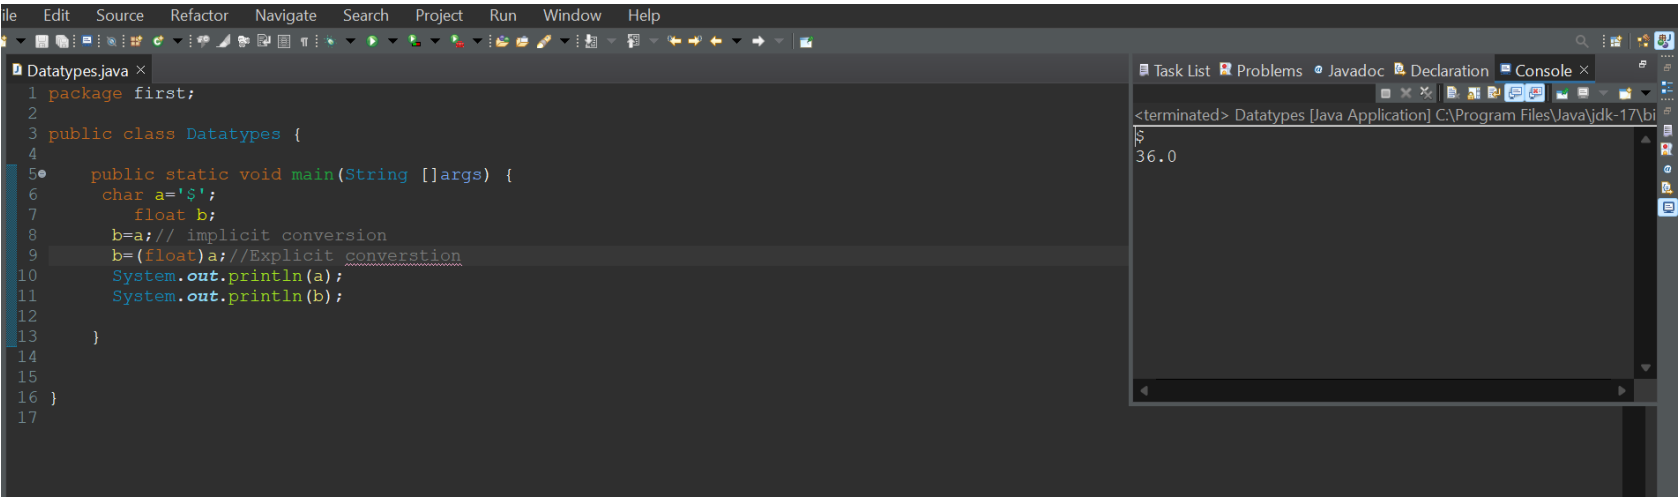 ile Edit Source Refactor Navigate Search Project Run Window Help
Datatypes.java
1 package first;
2
3 public class Datatypes {
4
5 public static void main(String []args) {
6 char a='$';
7 float b;
8 b=a;// implicit conversion
9 b=(float)a;//Explicit converstion
10 System.out.println(a);
11 System.out.println(b);
12
13 }
14
15
16 }
17
Task List Problems @ Javadoc Declaration Console
<terminated> Datatypes [Java Application] C:\Program Files\Java\jdk-17\bi
$
36.0